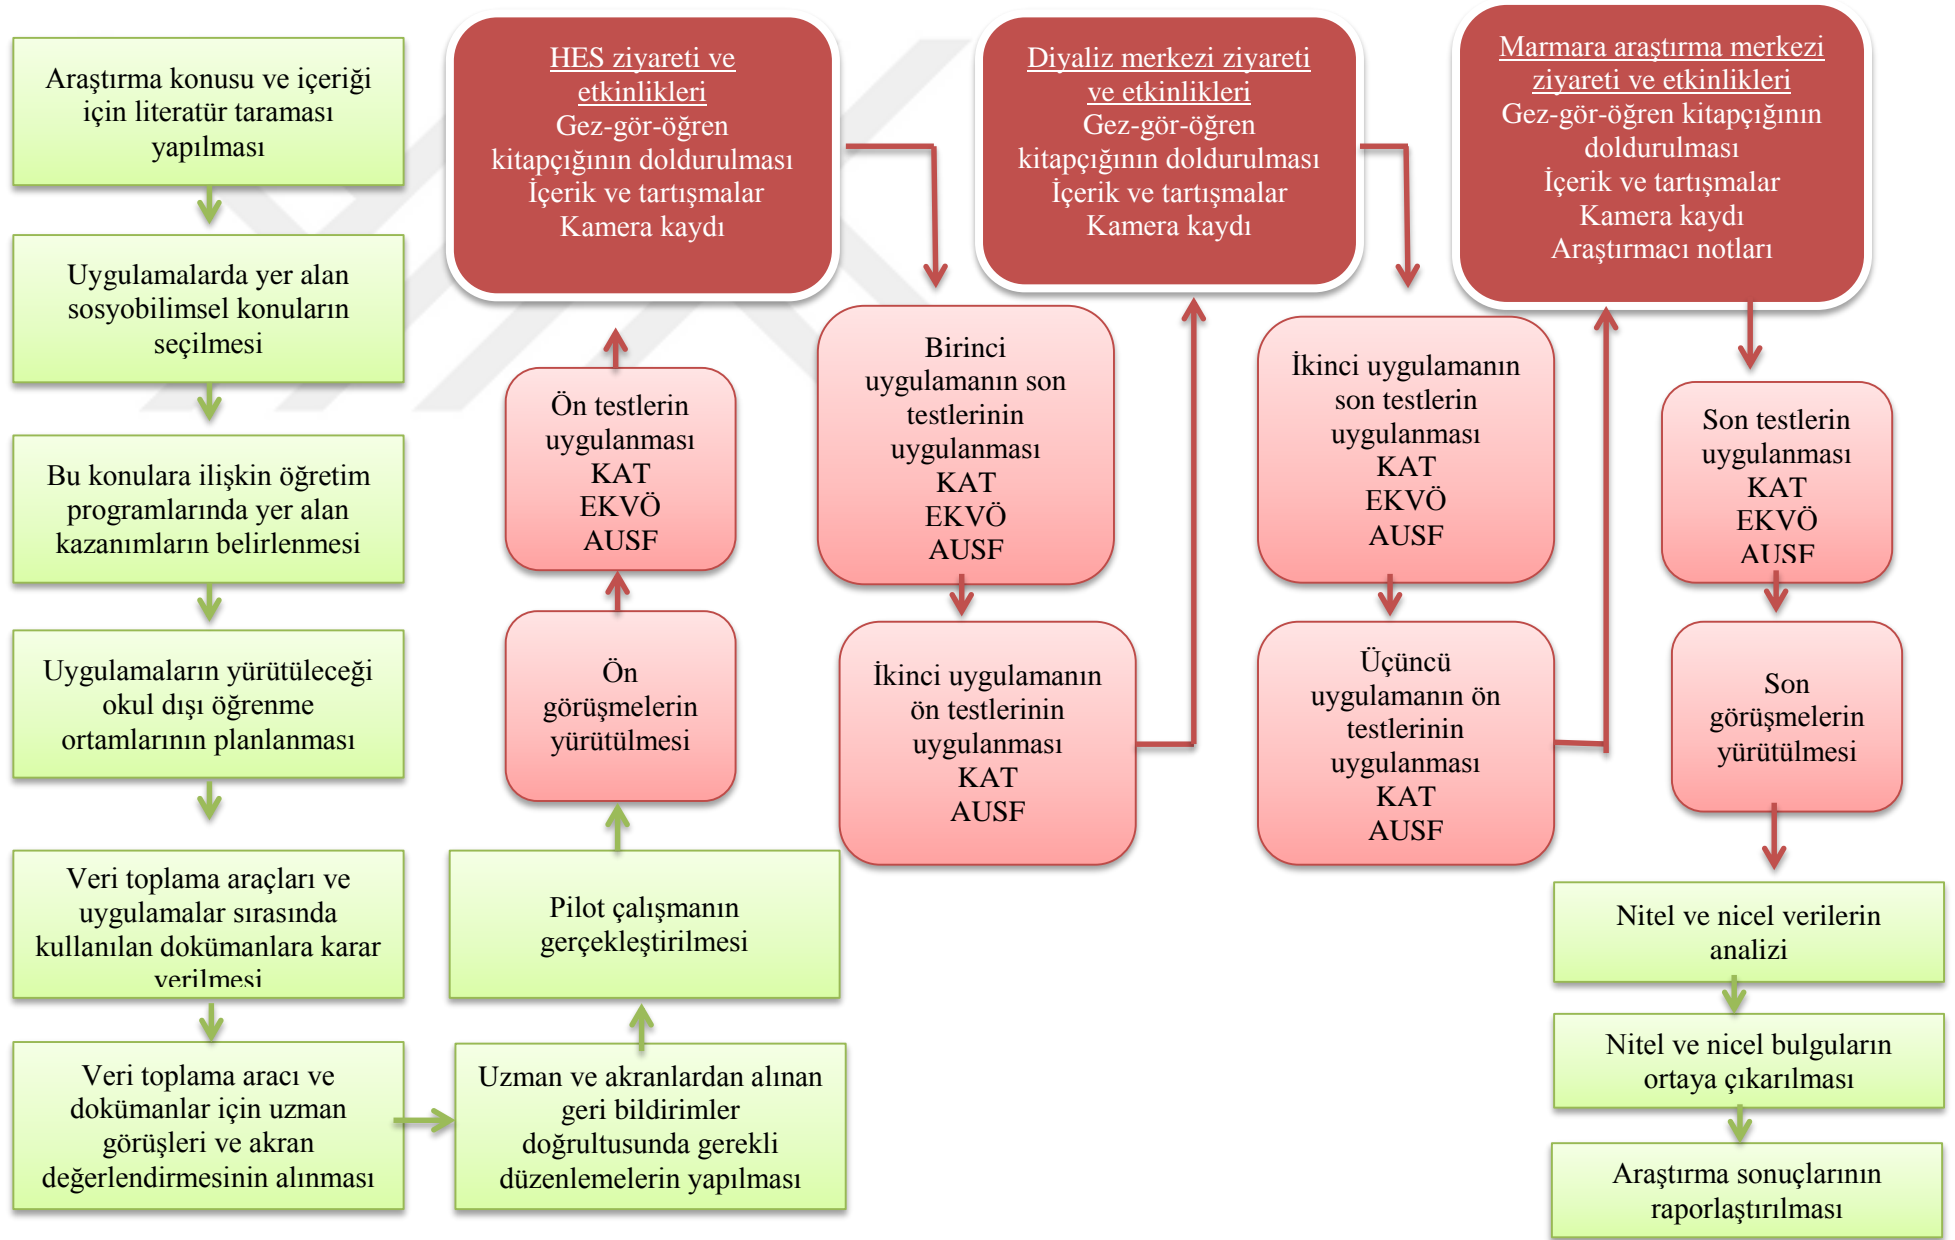 Araştırma konusu ve içeriği
için literatür taraması
yapılması
Uygulamalarda yer alan
sosyobilimsel konuların
seçilmesi
Bu konulara ilişkin öğretim
programlarında yer alan
kazanımların belirlenmesi
Uygulamaların yürütüleceği
okul dışı öğrenme
ortamlarının planlanması
Veri toplama araçları ve
uygulamalar sırasında
kullanılan dokümanlara karar
verilmesi
Veri toplama aracı ve
dokümanlar için uzman
görüşleri ve akran
değerlendirmesinin alınması
Uzman ve akranlardan alınan
geri bildirimler
doğrultusunda gerekli
düzenlemelerin yapılması
Pilot çalışmanın
gerçekleştirilmesi
Ön
görüşmelerin
yürütülmesi
Ön testlerin
uygulanması
KAT
EKVÖ
AUSF
HES ziyareti ve
etkinlikleri
Gez-gör-öğren
kitapçığının doldurulması
İçerik ve tartışmalar
Kamera kaydı
Birinci
uygulamanın son
testlerinin
uygulanması
KAT
EKVÖ
AUSF
İkinci uygulamanın
ön testlerinin
uygulanması
KAT
AUSF
Diyaliz merkezi ziyareti
ve etkinlikleri
Gez-gör-öğren
kitapçığının doldurulması
İçerik ve tartışmalar
Kamera kaydı
İkinci uygulamanın
son testlerin
uygulanması
KAT
EKVÖ
AUSF
Üçüncü
uygulamanın ön
testlerinin
uygulanması
KAT
AUSF
Marmara araştırma merkezi
ziyareti ve etkinlikleri
Gez-gör-öğren kitapçığının
doldurulması
İçerik ve tartışmalar
Kamera kaydı
Araştırmacı notları
Son testlerin
uygulanması
KAT
EKVÖ
AUSF
Son
görüşmelerin
yürütülmesi
Nitel ve nicel verilerin
analizi
Nitel ve nicel bulguların
ortaya çıkarılması
Araştırma sonuçlarının
raporlaştırılması